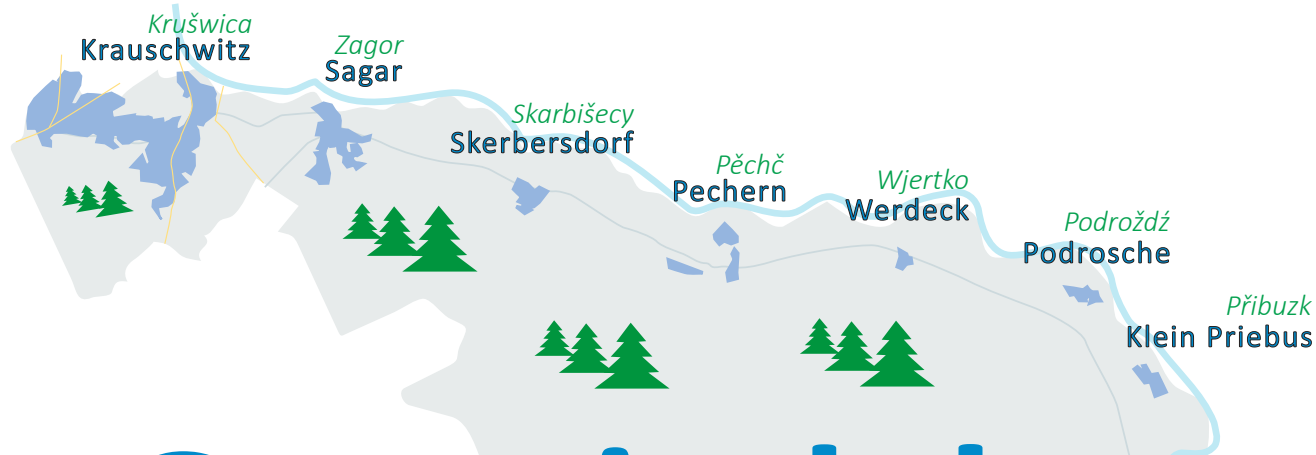 Krušwica
Krauschwitz
Zagor
Sagar
Skarbišecy
Skerbersdorf
Pěchč
Pechern
Wjertko
Werdeck
Podroždź
Podrosche
Přibuzk
Klein Priebus